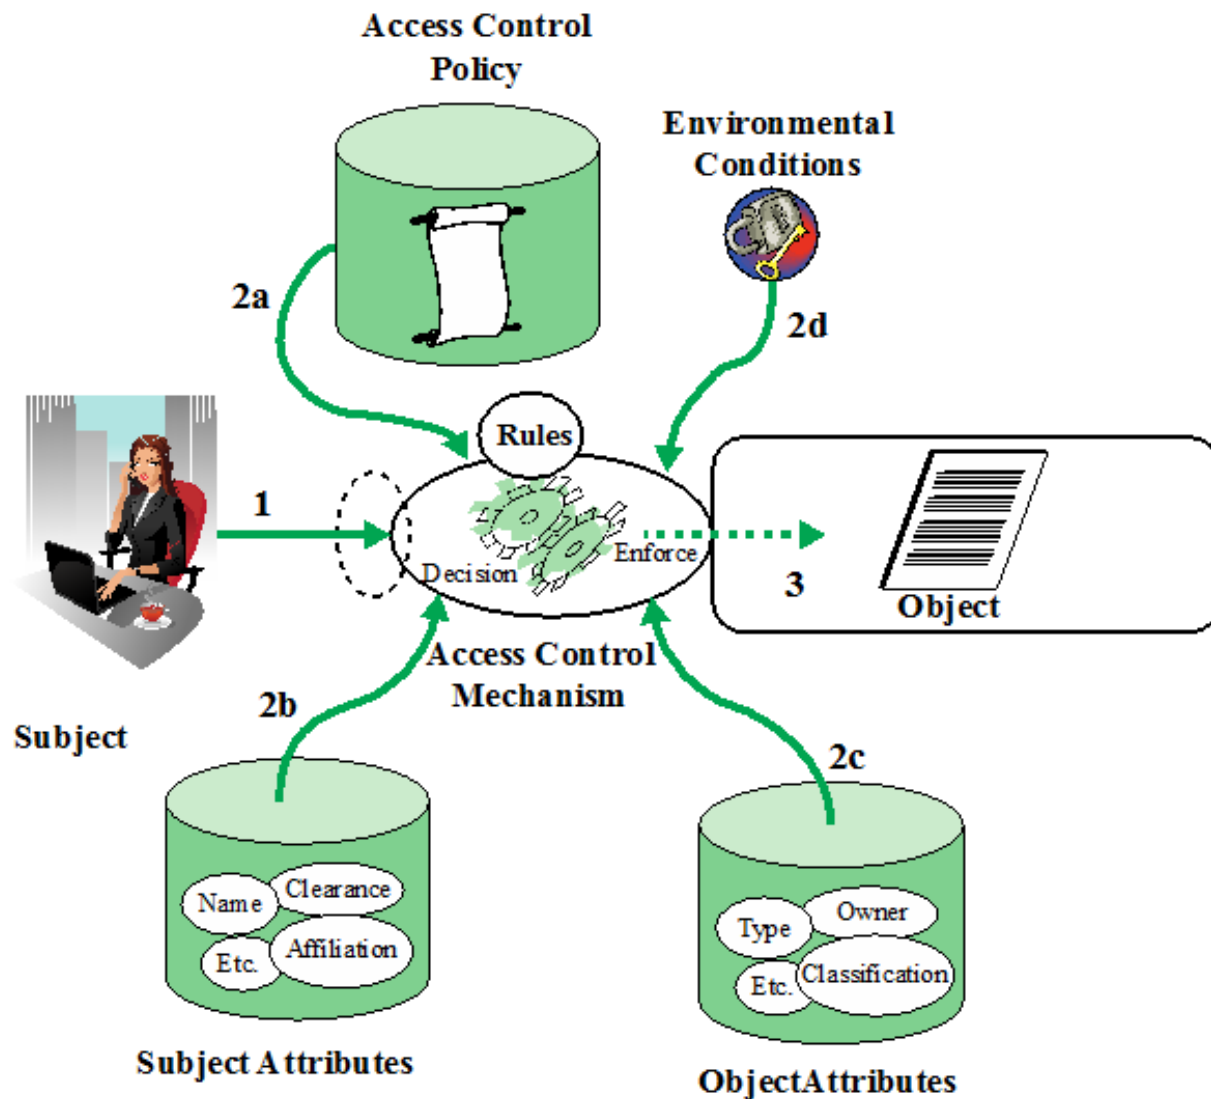 Access Control
Policy
Environmental
Conditions
2a
2d
Rules
1
Decision
Enforce
3
Object
Access Control
Mechanism
2b
Subject
2c
Name
Clearance
Etc.
Affiliation
Type
Owner
Etc.
Classification
Subject Attributes
ObjectAttributes